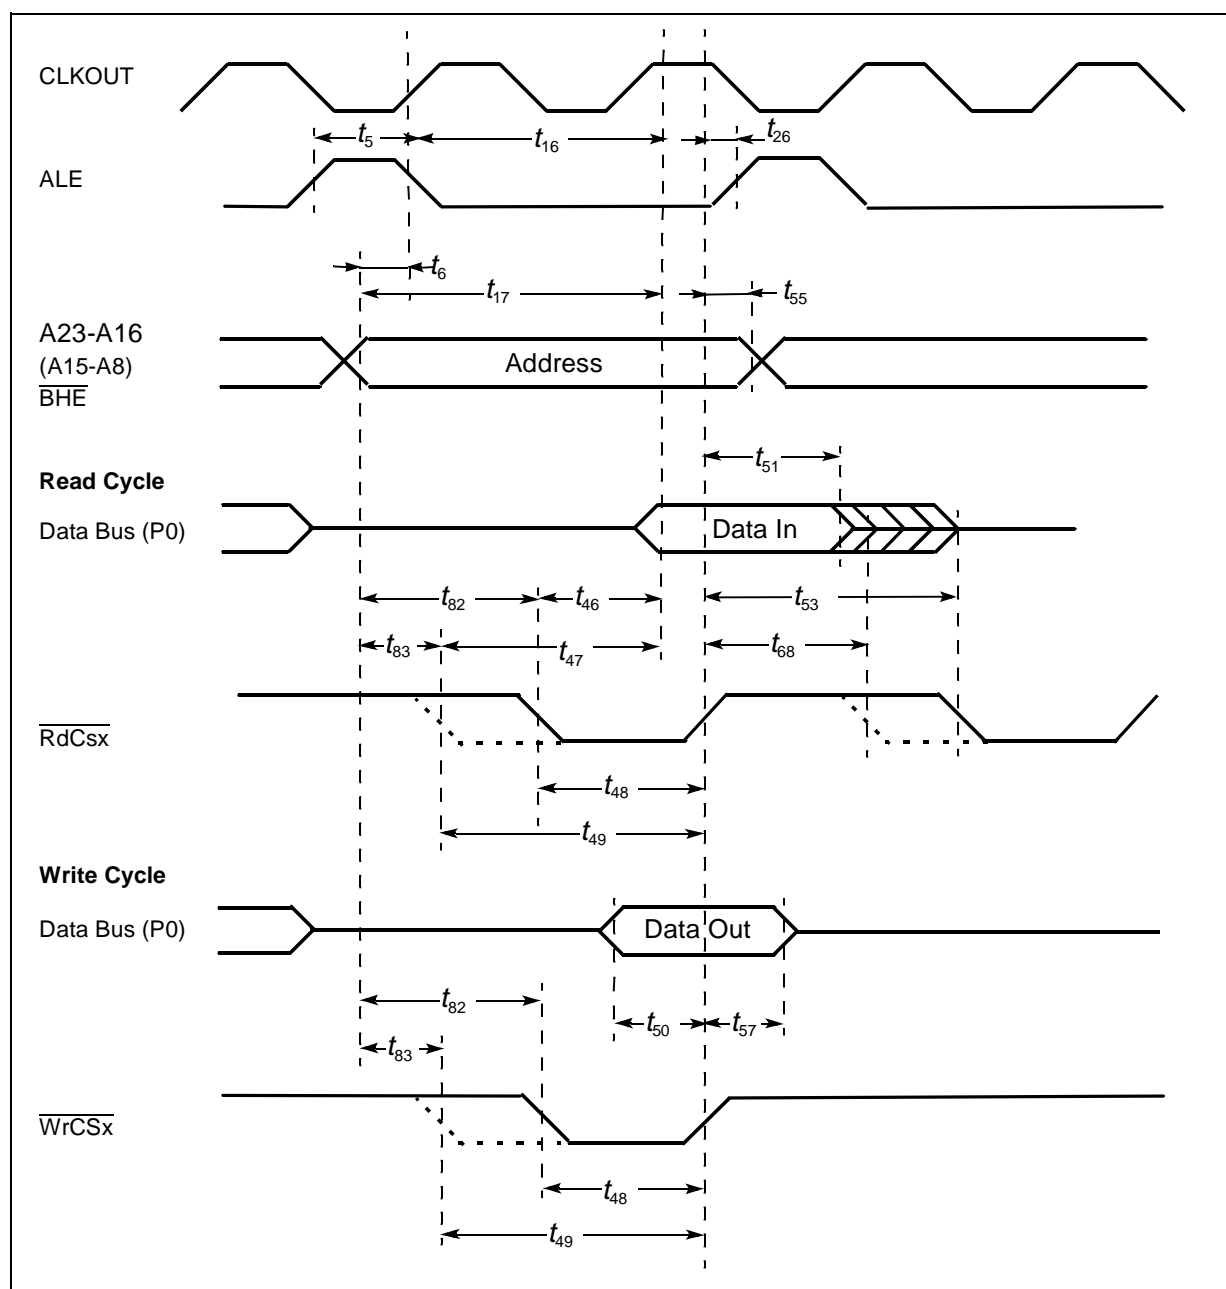 CLKOUT
t5 t16 t26
ALE
t6
t17 t55
A23-A16
(A15-A8) Address
BHE
t51
Read Cycle
Data Bus (P0) Data In
t82 t46 t53
t83 t47 t68
RdCsx
t48
t49
Write Cycle
Data Bus (P0) Data Out
t82
t50 t57
t83
WrCSx
t48
t49